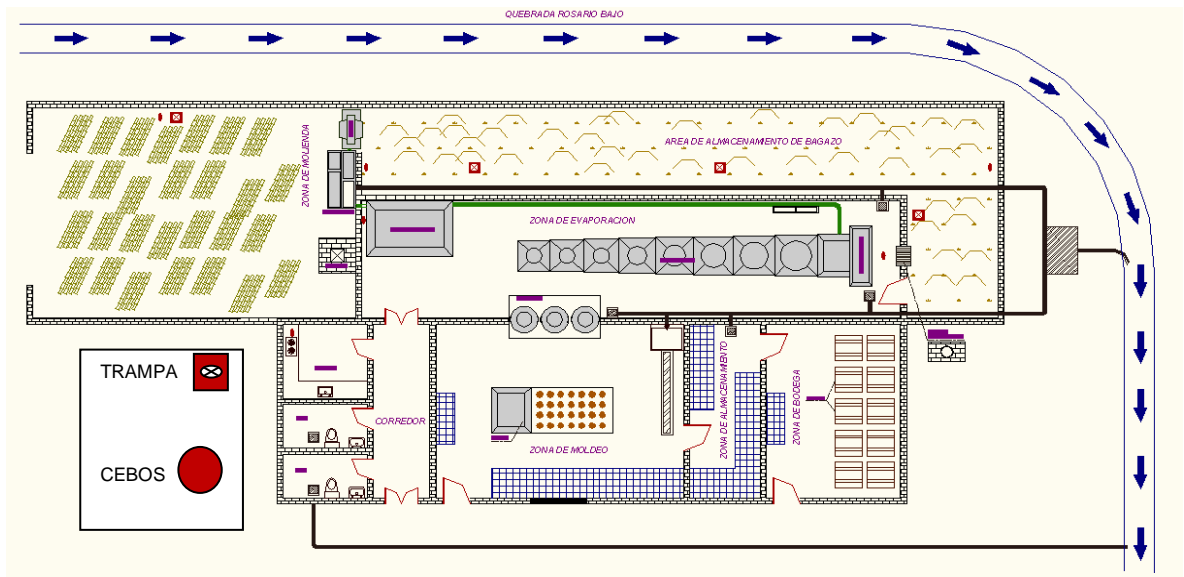 QUEBRADA ROSARIO BAJO
ZONA DE MOLIENDA
AREA DE ALMACENAMIENTO DE BAGAZO
ZONA DE EVAPORACION
TRAMPA
CEBOS
CORREDOR
ZONA DE MOLDEO
ZONA DE ALMACENAMIENTO
ZONA DE BODEGA